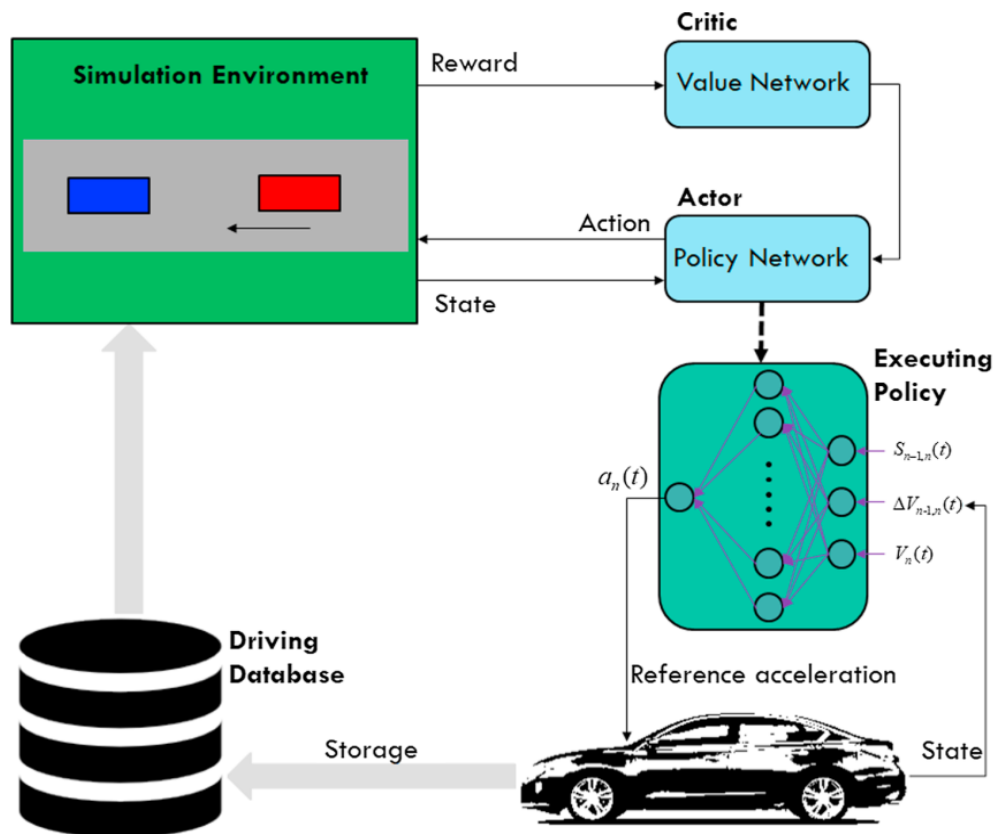 Critic
Simulation Environment
Reward
Value Network
Actor
Action
Policy Network
State
Executing
Policy
S_{n-1,n}(t)
a_n(t)
ΔV_{n-1,n}(t)
V_n(t)
Driving
Database
Reference acceleration
Storage
State